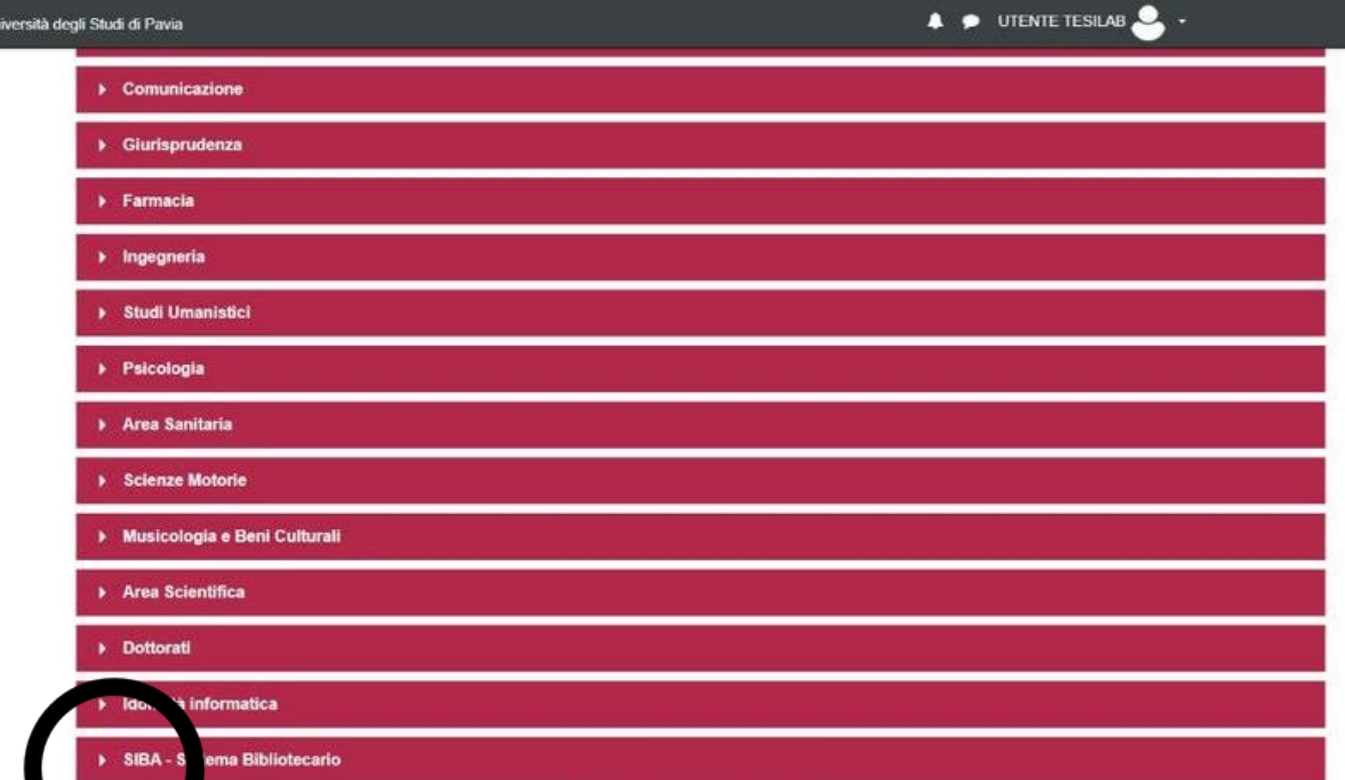 iversità degli Studi di Pavia
UTENTE TESILAB
Comunicazione
Giurisprudenza
Farmacia
Ingegneria
Studi Umanistici
Psicologia
Area Sanitaria
Scienze Motorie
Musicologia e Beni Culturali
Area Scientifica
Dottorati
informatica
SIBA - Bibliotecario